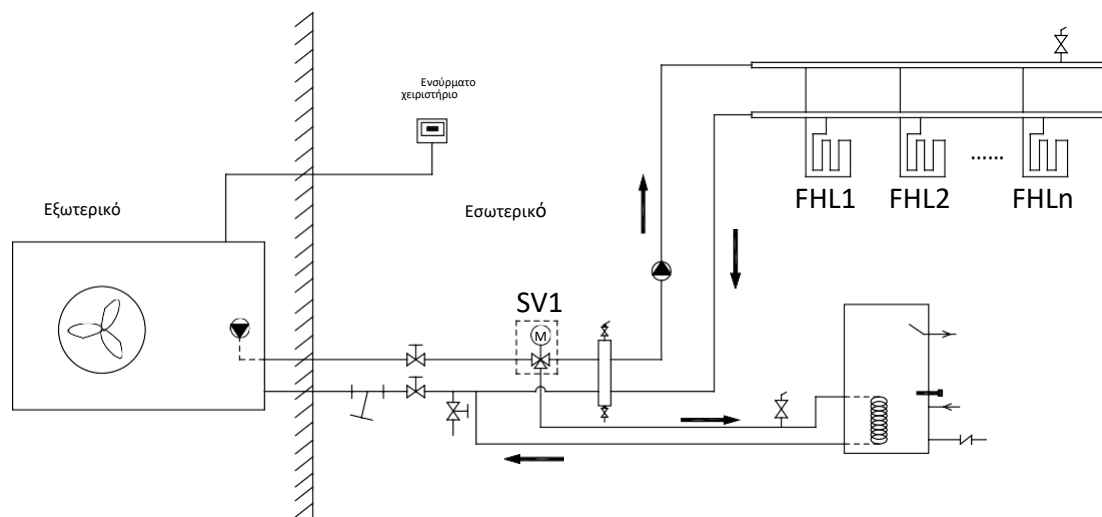 Ενσύρματο
χειριστήριο
Εξωτερικό
Εσωτερικό
FHL1 FHL2 ...... FHLn
SV1
M